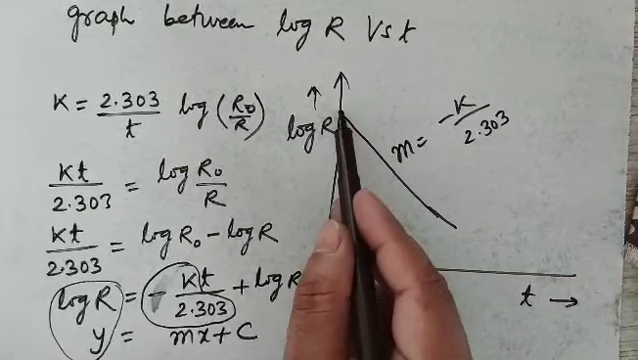 graph between log R Vs t
K = 2.303/t log (R₀/R)
log R
m = -K/2.303
Kt/2.303 = log R₀/R
Kt/2.303 = log R₀ - log R
log R = - Kt/2.303 + log R
t →
y = mx + C